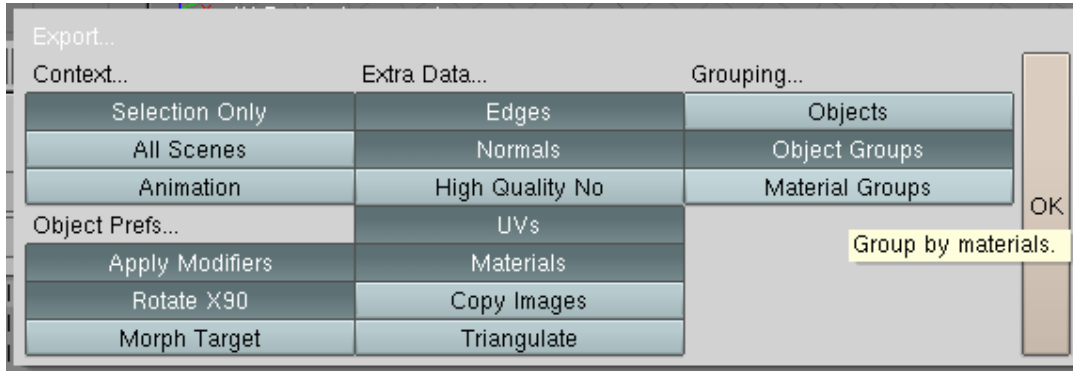 Export...
Context...
Selection Only
All Scenes
Animation
Object Prefs...
Apply Modifiers
Rotate X90
Morph Target
Extra Data...
Edges
Normals
High Quality No
UVs
Materials
Copy Images
Triangulate
Grouping...
Objects
Object Groups
Material Groups
Group by materials.
OK